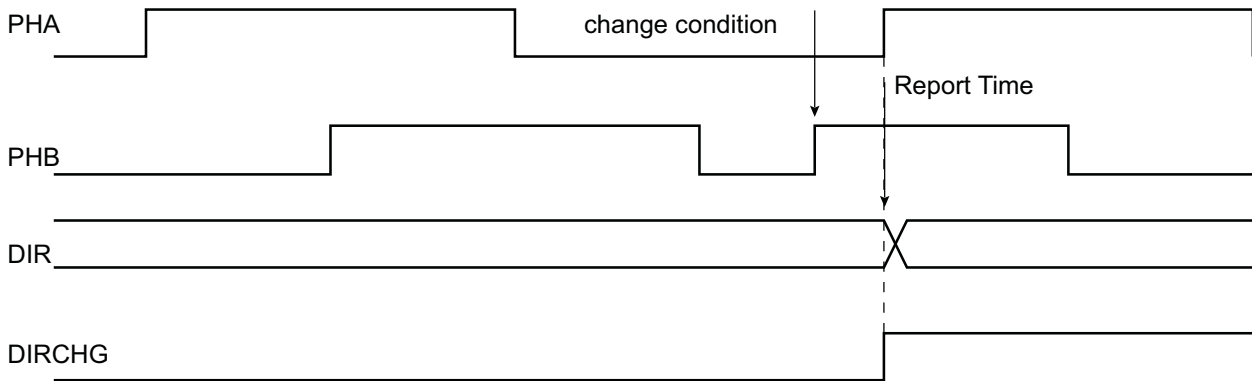 PHA
change condition
Report Time
PHB
DIR
DIRCHG